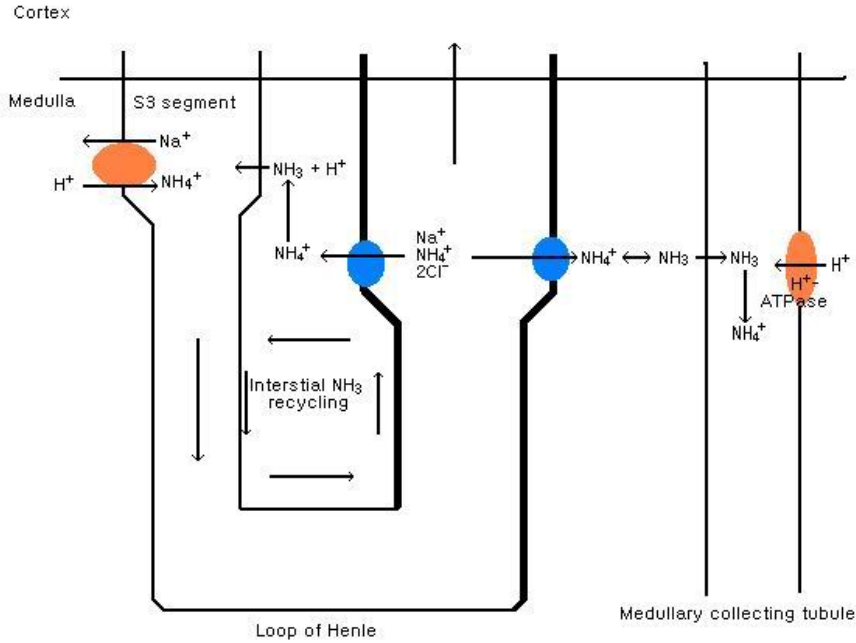 Cortex
Medulla
S3 segment
Na⁺
H⁺
NH₄⁺
NH₃ + H⁺
NH₄⁺
Na⁺
NH₄⁺
2Cl⁻
NH₄⁺
NH₃
NH₃
H⁺
H⁺-
ATPase
NH₄⁺
Interstial NH₃
recycling
Loop of Henle
Medullary collecting tubule